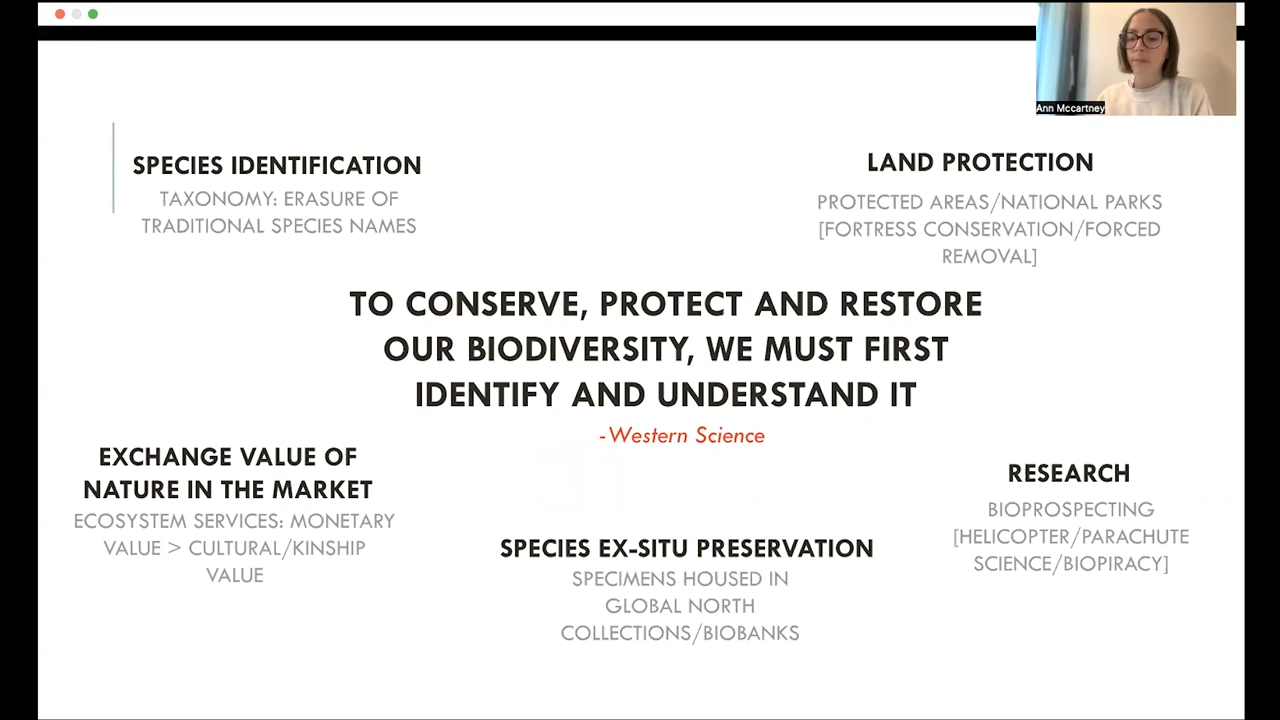 Ann Mccartney
SPECIES IDENTIFICATION
TAXONOMY: ERASURE OF
TRADITIONAL SPECIES NAMES
LAND PROTECTION
PROTECTED AREAS/NATIONAL PARKS
[FORTRESS CONSERVATION/FORCED
REMOVAL]
TO CONSERVE, PROTECT AND RESTORE
OUR BIODIVERSITY, WE MUST FIRST
IDENTIFY AND UNDERSTAND IT
-Western Science
EXCHANGE VALUE OF
NATURE IN THE MARKET
ECOSYSTEM SERVICES: MONETARY
VALUE > CULTURAL/KINSHIP
VALUE
SPECIES EX-SITU PRESERVATION
SPECIMENS HOUSED IN
GLOBAL NORTH
COLLECTIONS/BIOBANKS
RESEARCH
BIOPROSPECTING
[HELICOPTER/PARACHUTE
SCIENCE/BIOPIRACY]